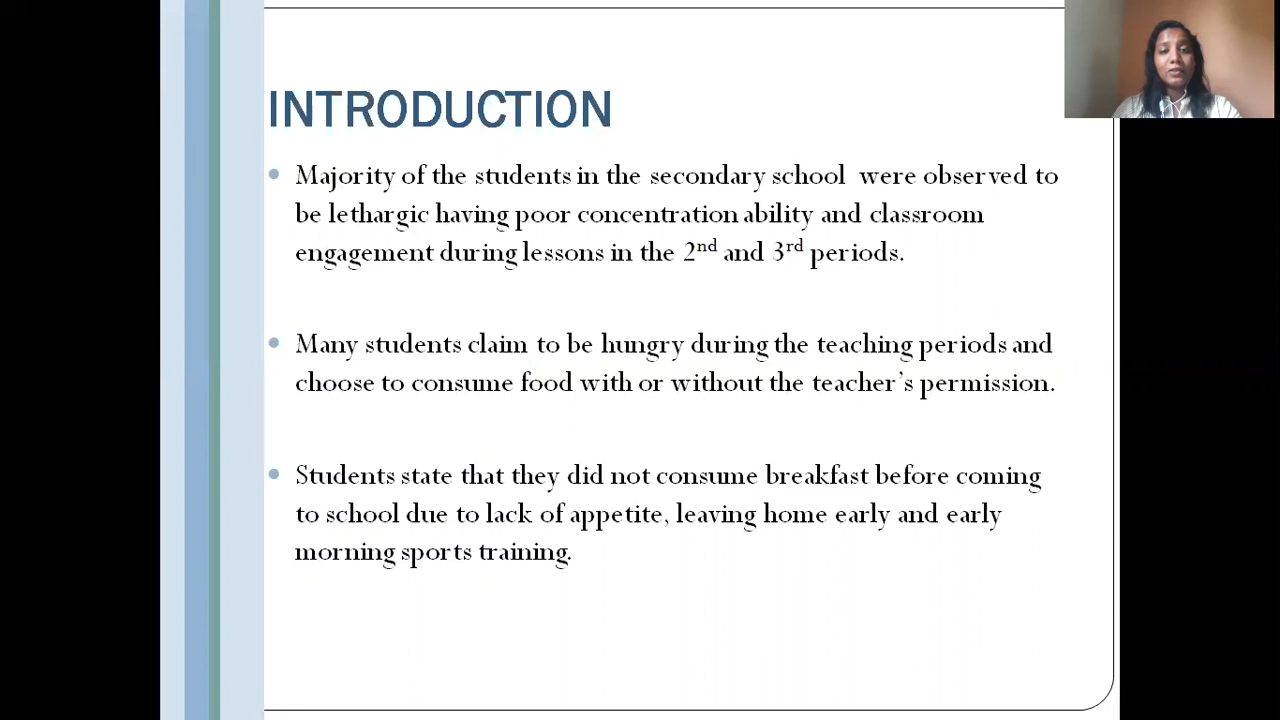 INTRODUCTION
Majority of the students in the secondary school were observed to
be lethargic having poor concentration ability and classroom
engagement during lessons in the 2nd and 3rd periods.
Many students claim to be hungry during the teaching periods and
choose to consume food with or without the teacher's permission.
Students state that they did not consume breakfast before coming
to school due to lack of appetite, leaving home early and early
morning sports training.